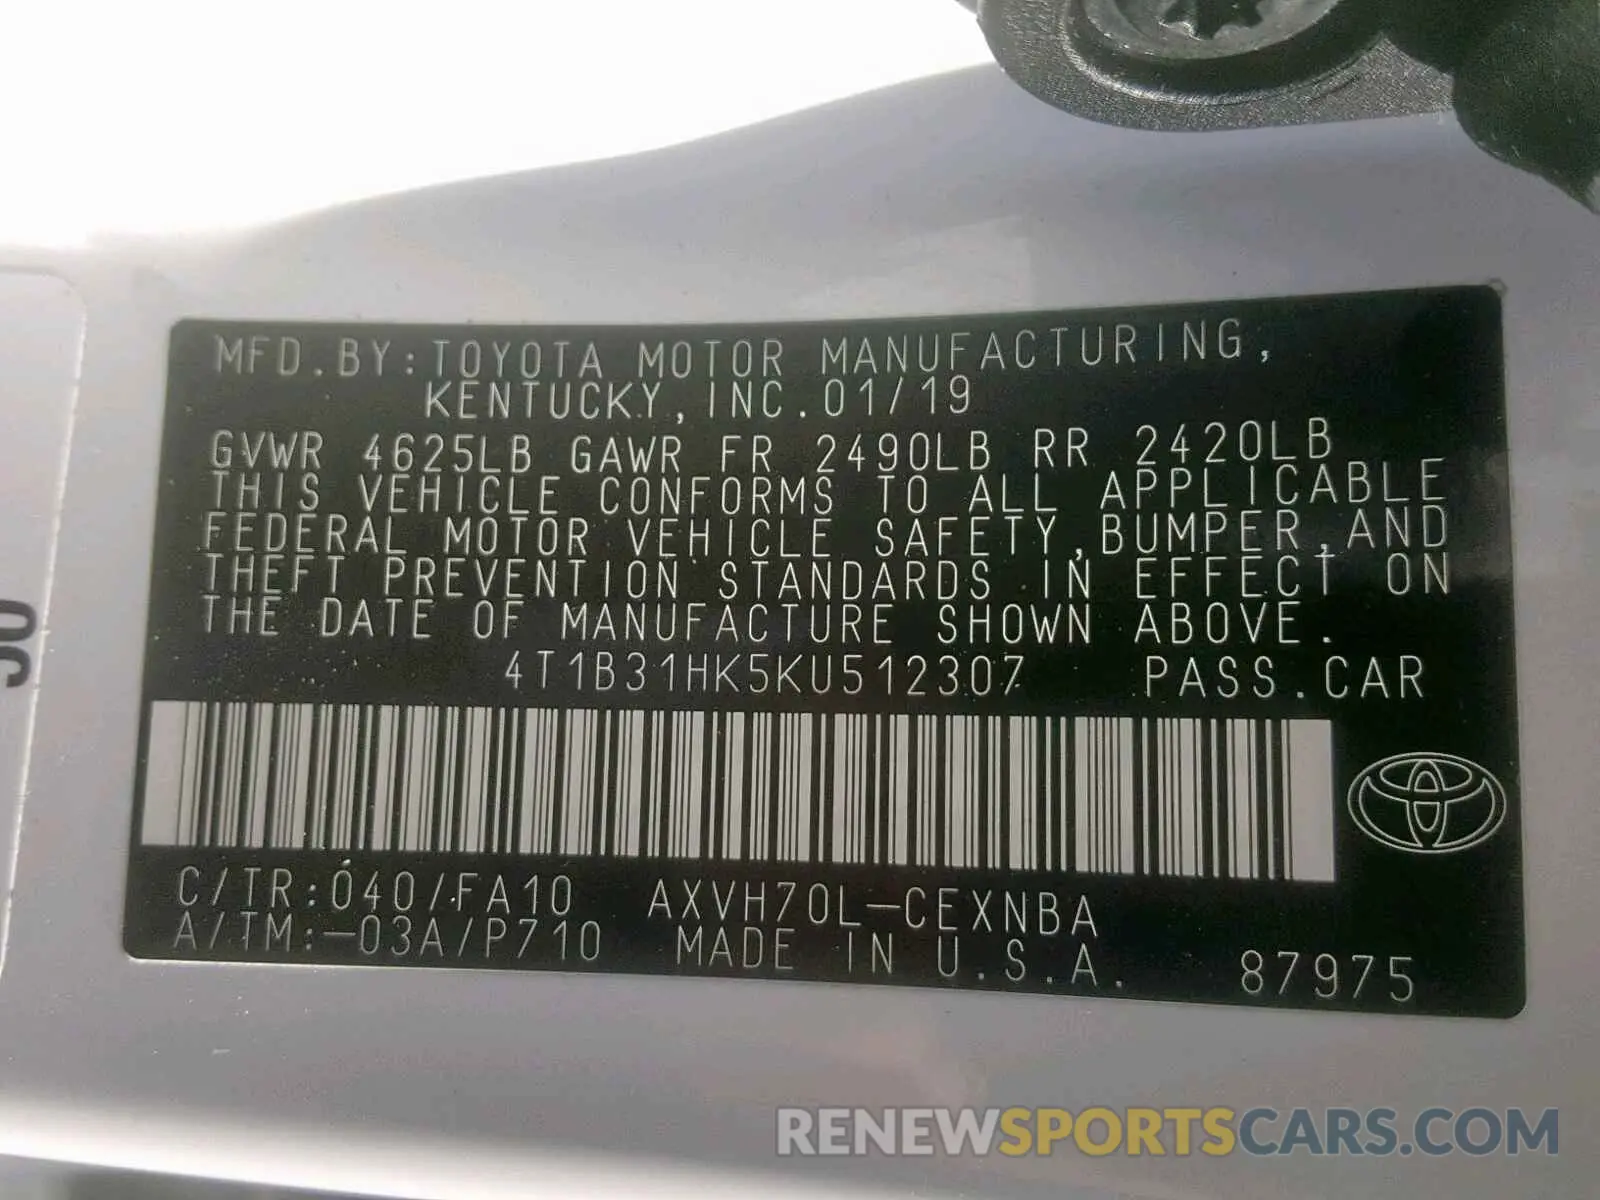 MFD.BY:TOYOTA MOTOR MANUFACTURING,
KENTUCKY,INC.01/19
GVWR 4625LB GAWR FR 2490LB RR 2420LB
THIS VEHICLE CONFORMS TO ALL APPLICABLE
FEDERAL MOTOR VEHICLE SAFETY,BUMPER,AND
THEFT PREVENTION STANDARDS IN EFFECT ON
THE DATE OF MANUFACTURE SHOWN ABOVE.
4T1B31HK5KU512307 PASS.CAR
C/TR:040/FA10 AXVH70L-CEXNBA
A/TM:-03A/P710 MADE IN U.S.A. 87975
RENEWSPORTSCARS.COM